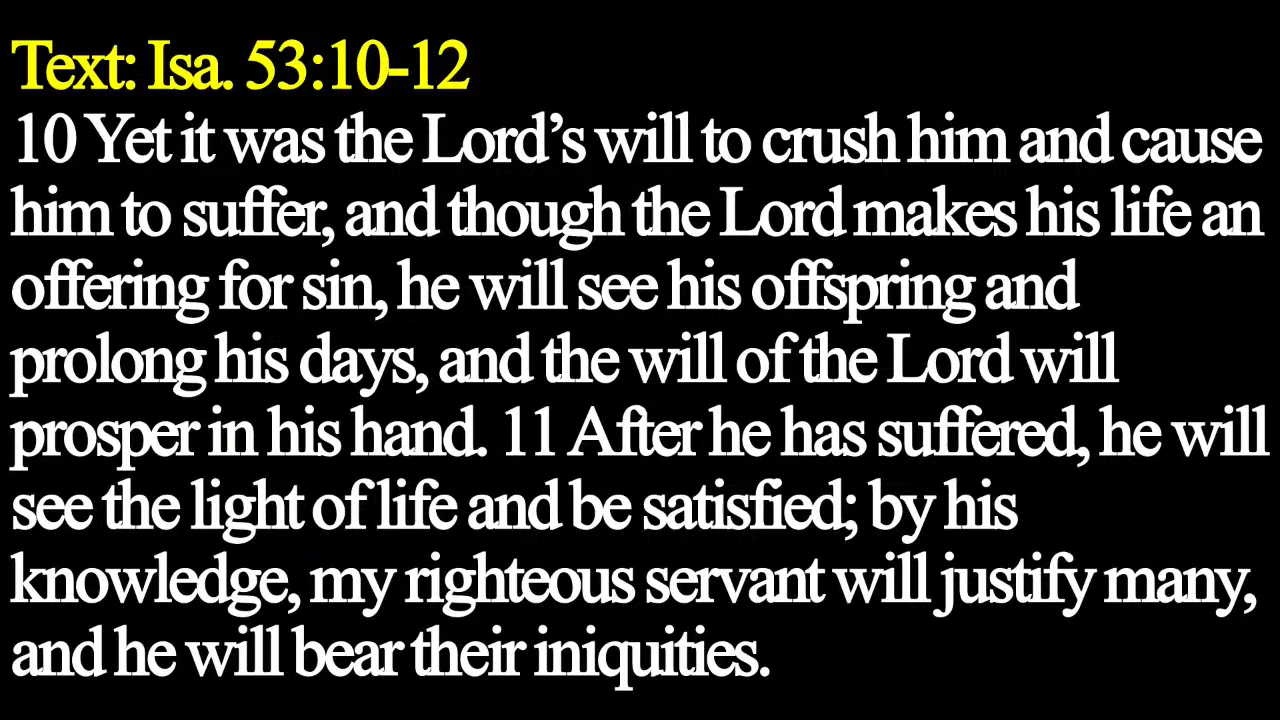 Text: Isa. 53:10-12
10 Yet it was the Lord’s will to crush him and cause
him to suffer, and though the Lord makes his life an
offering for sin, he will see his offspring and
prolong his days, and the will of the Lord will
prosper in his hand. 11 After he has suffered, he will
see the light of life and be satisfied; by his
knowledge, my righteous servant will justify many,
and he will bear their iniquities.